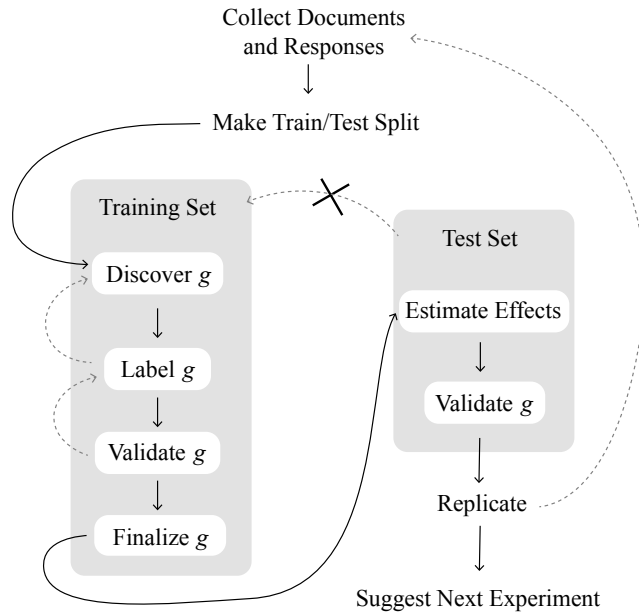 Collect Documents
and Responses
Make Train/Test Split
Training Set
Discover g
Label g
Validate g
Finalize g
Test Set
Estimate Effects
Validate g
Replicate
Suggest Next Experiment